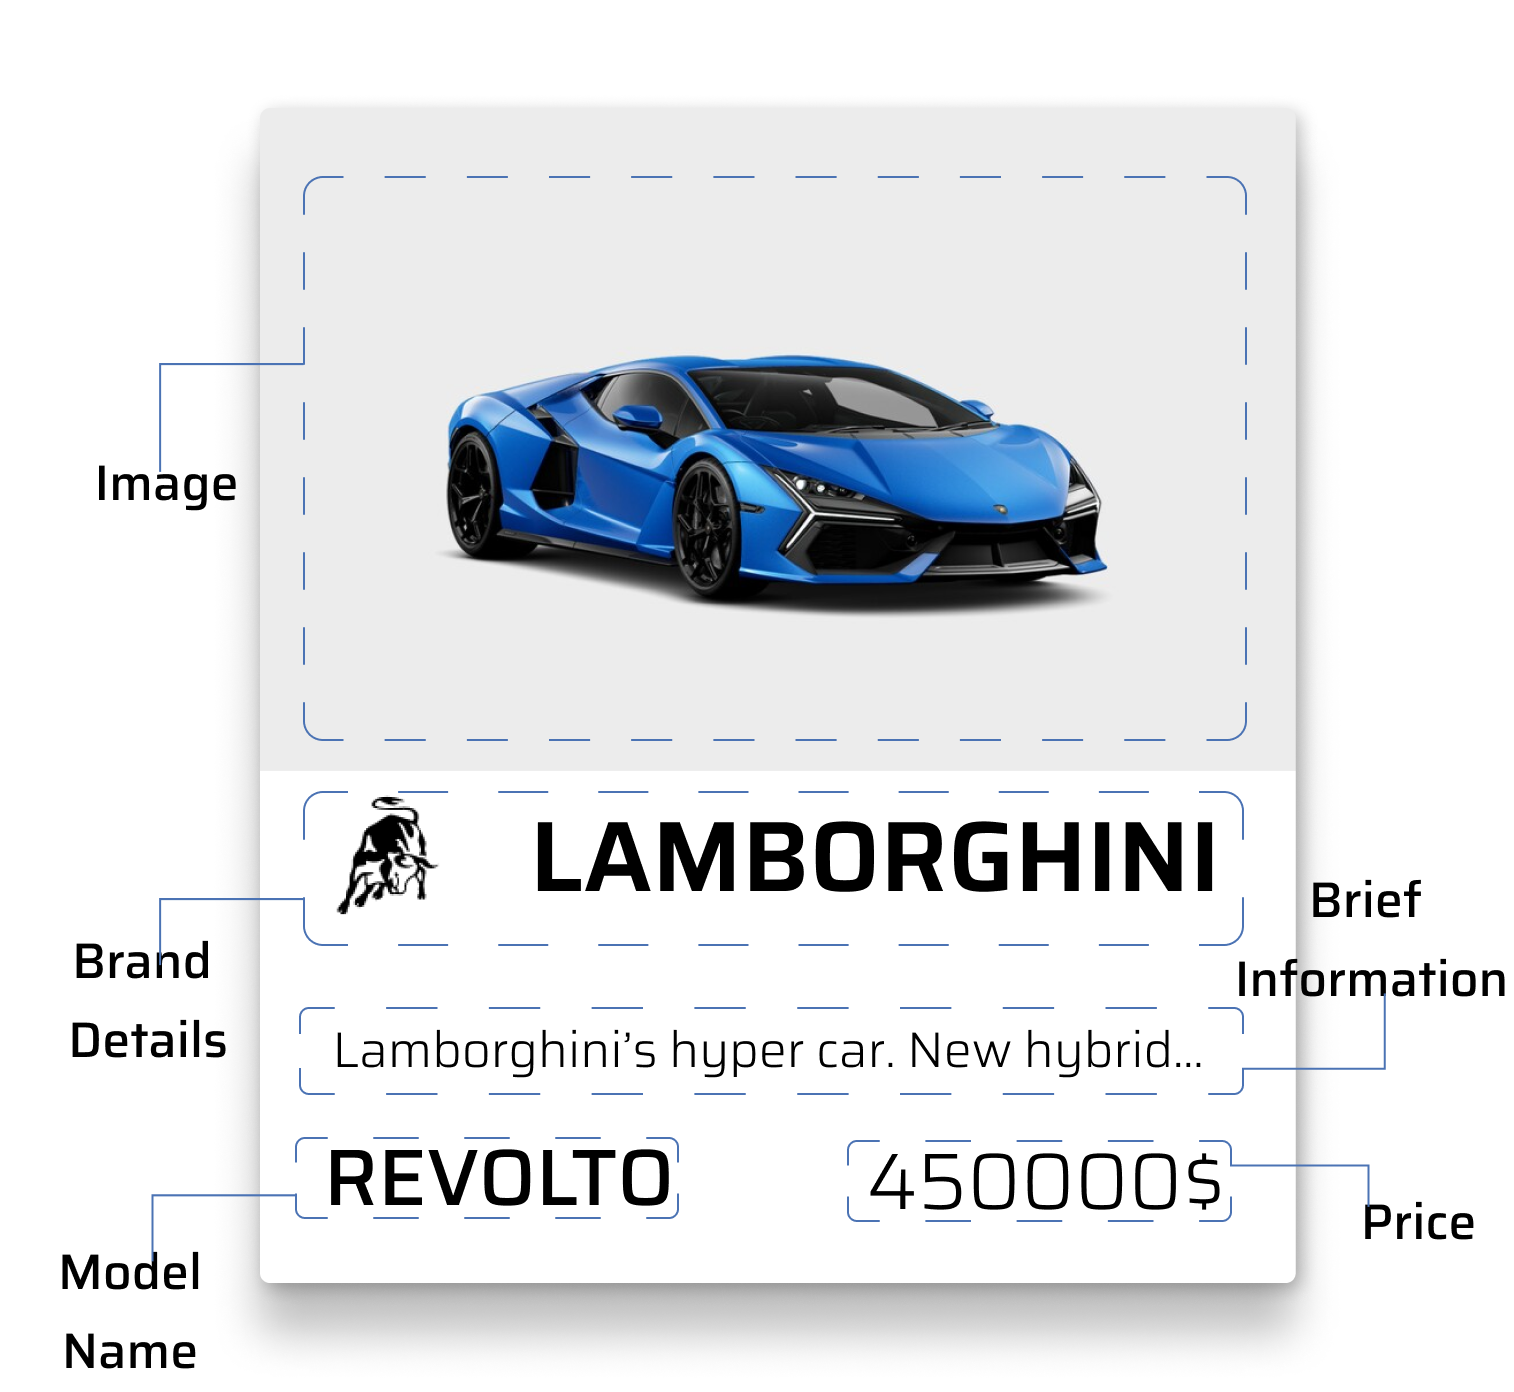 Image
LAMBORGHINI
Brand
Details
Brief
Information
Lamborghini’s hyper car. New hybrid...
REVOLTO
450000$
Price
Model
Name